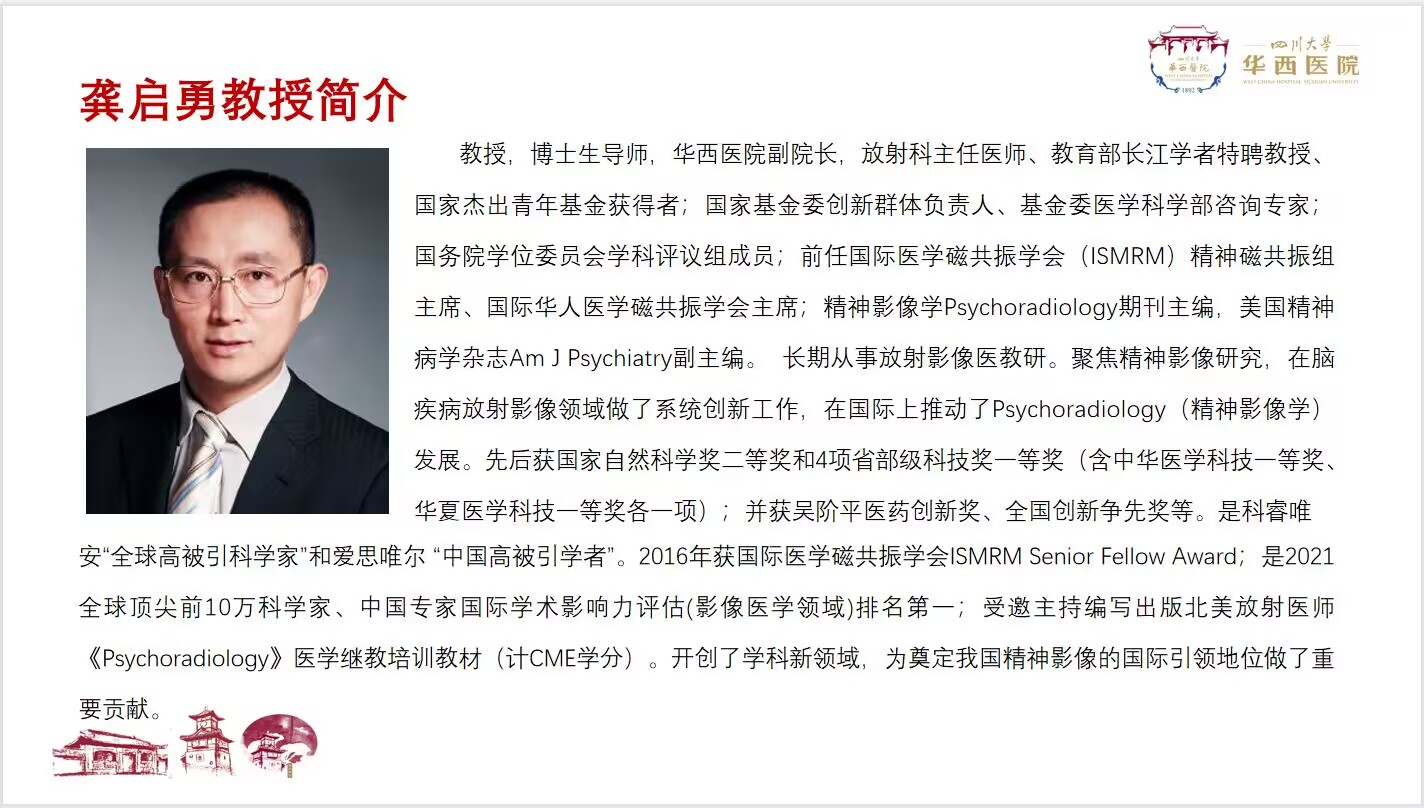 四川大學
华西医院
WEST CHINA HOSPITAL, SICHUAN UNIVERSITY
四川大學
華西醫院
WEST CHINA HOSPITAL
1892
龚启勇教授简介
教授，博士生导师，华西医院副院长，放射科主任医师、教育部长江学者特聘教授、
国家杰出青年基金获得者；国家基金委创新群体负责人、基金委医学科学部咨询专家；
国务院学位委员会学科评议组成员；前任国际医学磁共振学会（ISMRM）精神磁共振组
主席、国际华人医学磁共振学会主席；精神影像学Psychoradiology期刊主编，美国精神
病学杂志Am J Psychiatry副主编。 长期从事放射影像医教研。聚焦精神影像研究，在脑
疾病放射影像领域做了系统创新工作，在国际上推动了Psychoradiology（精神影像学）
发展。先后获国家自然科学奖二等奖和4项省部级科技奖一等奖（含中华医学科技一等奖、
华夏医学科技一等奖各一项）；并获吴阶平医药创新奖、全国创新争先奖等。是科睿唯
安“全球高被引科学家”和爱思唯尔 “中国高被引学者”。2016年获国际医学磁共振学会ISMRM Senior Fellow Award；是2021
全球顶尖前10万科学家、中国专家国际学术影响力评估(影像医学领域)排名第一；受邀主持编写出版北美放射医师
《Psychoradiology》医学继教培训教材（计CME学分）。开创了学科新领域，为奠定我国精神影像的国际引领地位做了重
要贡献。